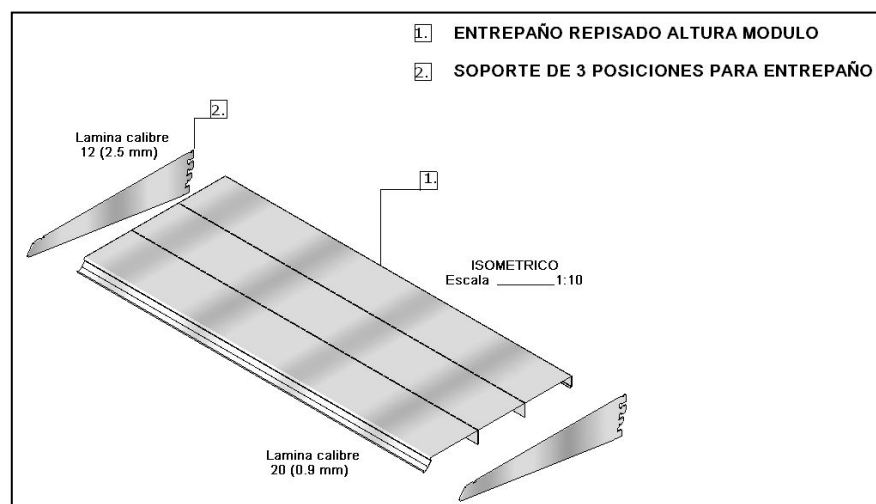 1. ENTREPAÑO REPISADO ALTURA MODULO
2. SOPORTE DE 3 POSICIONES PARA ENTREPAÑO
2.
Lamina calibre
12 (2.5 mm)
1.
ISOMETRICO
Escala ________1:10
Lamina calibre
20 (0.9 mm)